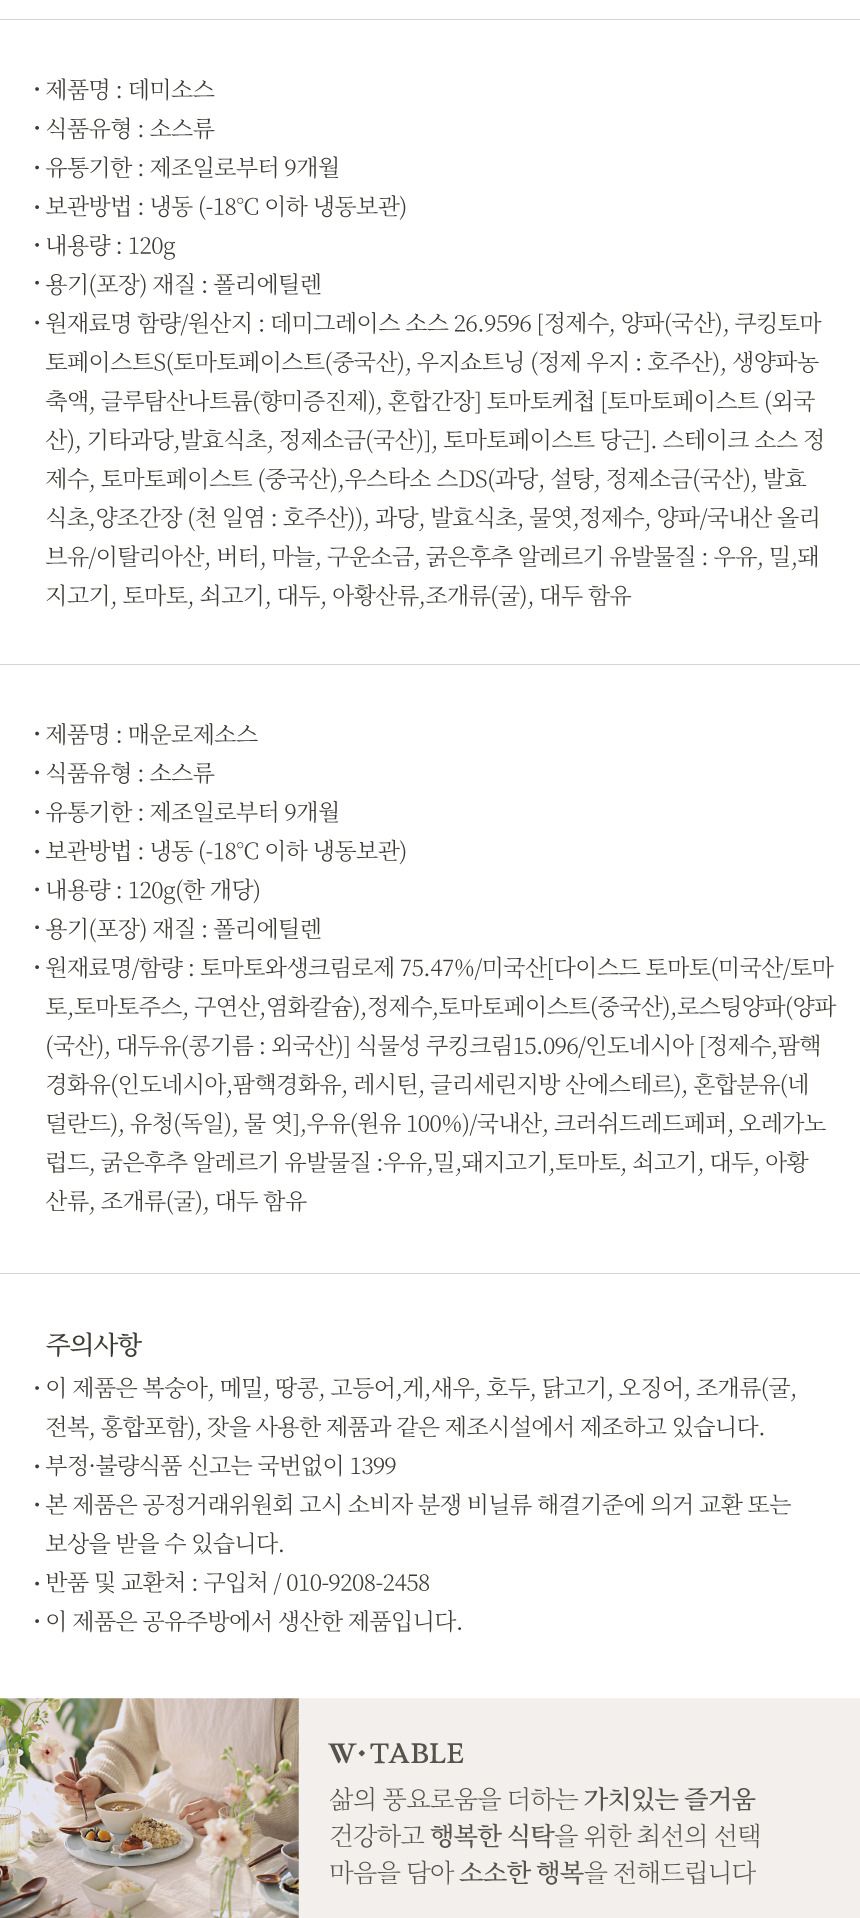 · 제품명 : 데미소스
· 식품유형 : 소스류
· 유통기한 : 제조일로부터 9개월
· 보관방법 : 냉동 (-18°C 이하 냉동보관)
· 내용량 : 120g
· 용기(포장) 재질 : 폴리에틸렌
· 원재료명 함량/원산지 : 데미그레이스 소스 26.9596 [정제수, 양파(국산), 쿠킹토마
토페이스트S(토마토페이스트(중국산), 우지쇼트닝 (정제 우지 : 호주산), 생양파농
축액, 글루탐산나트륨(향미증진제), 혼합간장] 토마토케첩 [토마토페이스트 (외국
산), 기타과당,발효식초, 정제소금(국산)], 토마토페이스트 당근]. 스테이크 소스 정
제수, 토마토페이스트 (중국산),우스타소 스DS(과당, 설탕, 정제소금(국산), 발효
식초,양조간장 (천 일염 : 호주산)), 과당, 발효식초, 물엿,정제수, 양파/국내산 올리
브유/이탈리아산, 버터, 마늘, 구운소금, 굵은후추 알레르기 유발물질 : 우유, 밀,돼
지고기, 토마토, 쇠고기, 대두, 아황산류,조개류(굴), 대두 함유
· 제품명 : 매운로제소스
· 식품유형 : 소스류
· 유통기한 : 제조일로부터 9개월
· 보관방법 : 냉동 (-18°C 이하 냉동보관)
· 내용량 : 120g(한 개당)
· 용기(포장) 재질 : 폴리에틸렌
· 원재료명/함량 : 토마토와생크림로제 75.47%/미국산[다이스드 토마토(미국산/토마
토,토마토주스, 구연산,염화칼슘),정제수,토마토페이스트(중국산),로스팅양파(양파
(국산), 대두유(콩기름 : 외국산)] 식물성 쿠킹크림15.096/인도네시아 [정제수,팜핵
경화유(인도네시아,팜핵경화유, 레시틴, 글리세린지방 산에스테르), 혼합분유(네
덜란드), 유청(독일), 물 엿],우유(원유 100%)/국내산, 크러쉬드레드페퍼, 오레가노
럽드, 굵은후추 알레르기 유발물질 :우유,밀,돼지고기,토마토, 쇠고기, 대두, 아황
산류, 조개류(굴), 대두 함유
주의사항
· 이 제품은 복숭아, 메밀, 땅콩, 고등어,게,새우, 호두, 닭고기, 오징어, 조개류(굴,
전복, 홍합포함), 잣을 사용한 제품과 같은 제조시설에서 제조하고 있습니다.
· 부정·불량식품 신고는 국번없이 1399
· 본 제품은 공정거래위원회 고시 소비자 분쟁 비닐류 해결기준에 의거 교환 또는
보상을 받을 수 있습니다.
· 반품 및 교환처 : 구입처 / 010-9208-2458
· 이 제품은 공유주방에서 생산한 제품입니다.
W·TABLE
삶의 풍요로움을 더하는 가치있는 즐거움
건강하고 행복한 식탁을 위한 최선의 선택
마음을 담아 소소한 행복을 전해드립니다